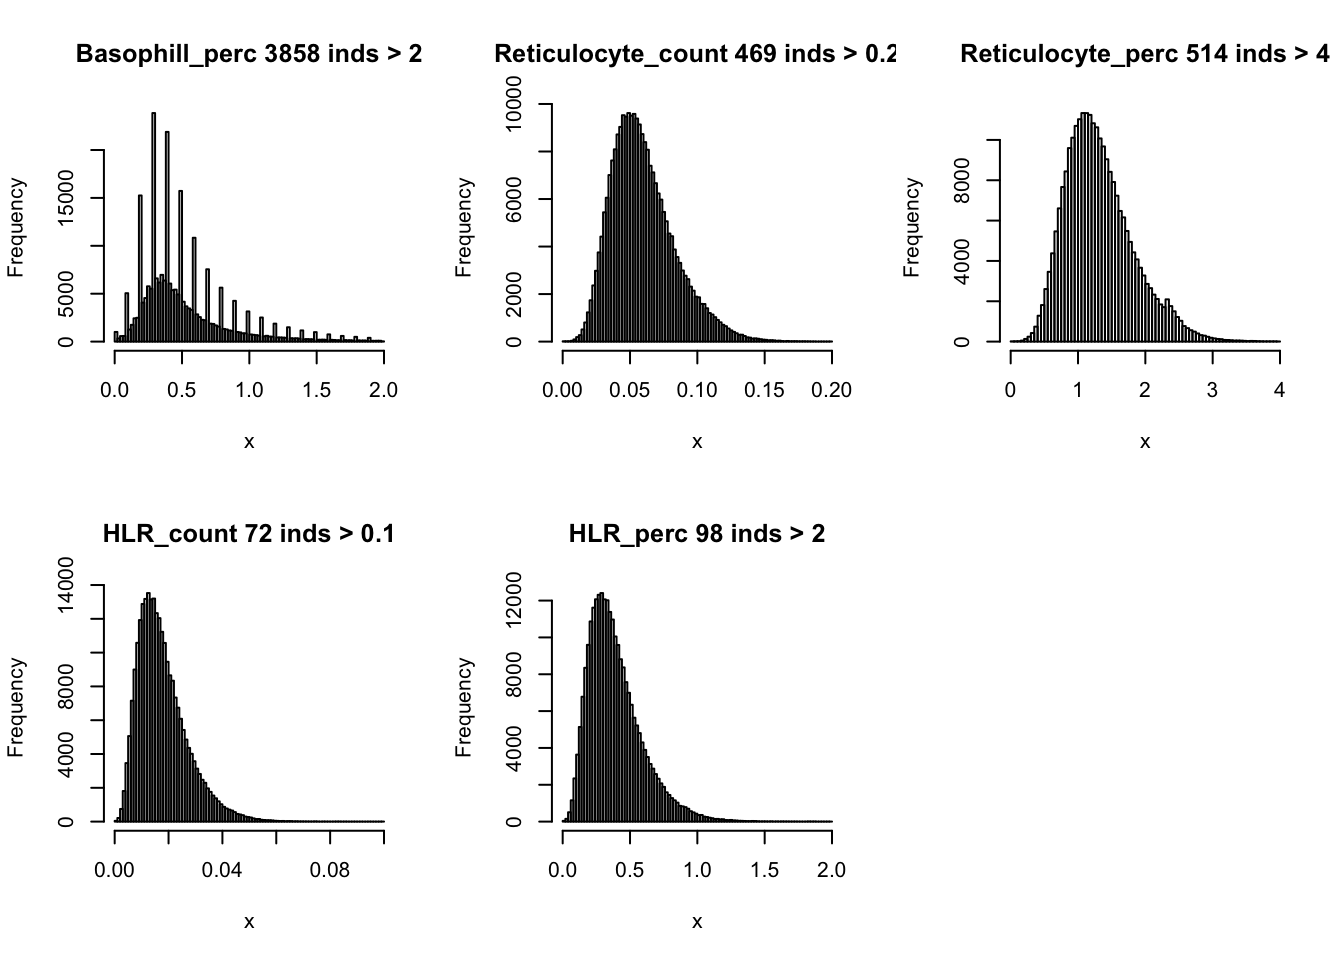 Basophill_perc 3858 inds > 2
Frequency
0
5000
15000
0.0 0.5 1.0 1.5 2.0
x
Reticulocyte_count 469 inds > 0.2
Frequency
0
2000
6000
10000
0.00 0.05 0.10 0.15 0.20
x
Reticulocyte_perc 514 inds > 4
Frequency
0
4000
8000
0 1 2 3 4
x
HLR_count 72 inds > 0.1
Frequency
0
4000
8000
14000
0.00 0.04 0.08
x
HLR_perc 98 inds > 2
Frequency
0
4000
8000
12000
0.0 0.5 1.0 1.5 2.0
x